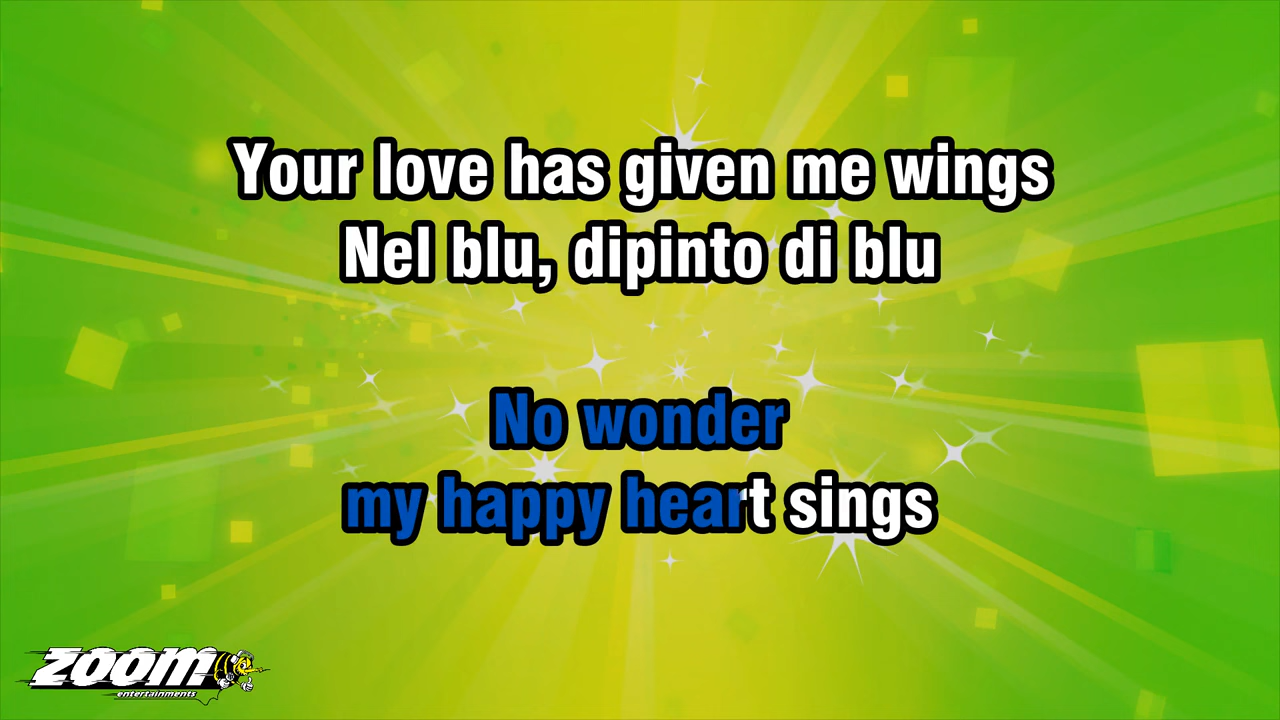 Your love has given me wings
Nel blu, dipinto di blu
No wonder
my happy heart sings
zoom
entertainments